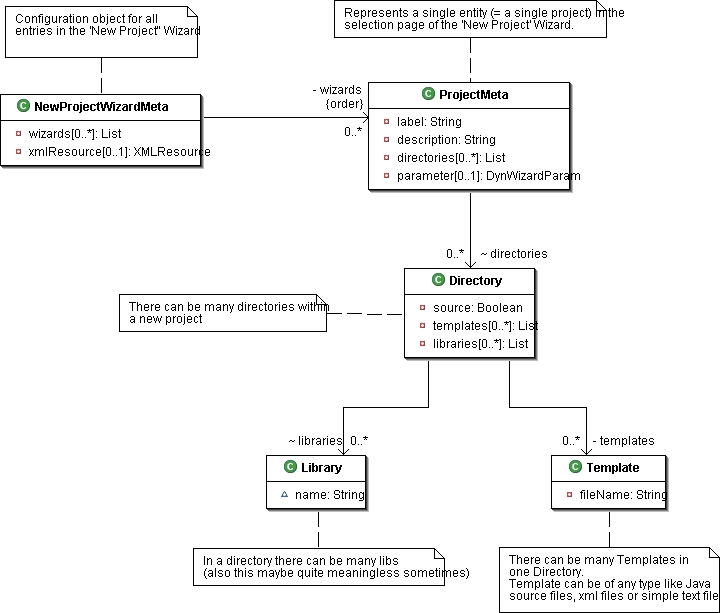 Configuration object for all
entries in the 'New Project" Wizard
Represents a single entity (= a single project) in the
selection page of the 'New Project' Wizard.
C NewProjectWizardMeta
wizards[0..*]: List
xmlResource[0..1]: XMLResource
- wizards
{order}
0..*
C ProjectMeta
label: String
description: String
directories[0..*]: List
parameter[0..1]: DynWizardParam
0..* ~ directories
C Directory
source: Boolean
templates[0..*]: List
libraries[0..*]: List
There can be many directories within
a new project
~ libraries 0..*
0..* - templates
C Library
name: String
C Template
fileName: String
In a directory there can be many libs
(also this maybe quite meaningless sometimes)
There can be many Templates in
one Directory.
Template can be of any type like Java
source files, xml files or simple text file